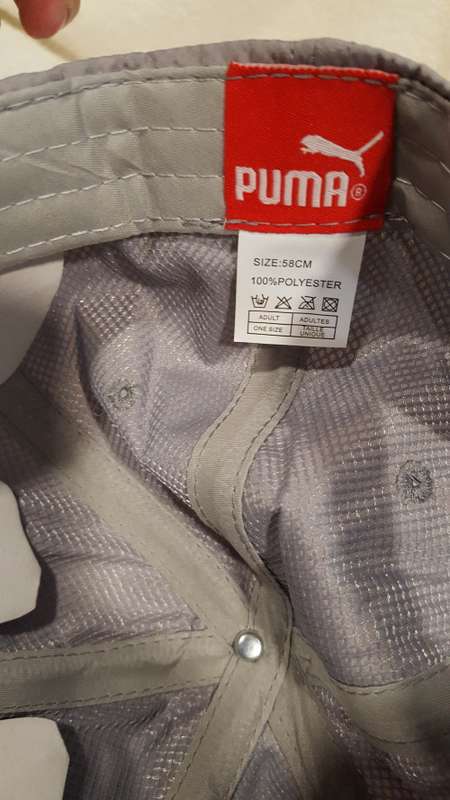 PUMA®
SIZE:58CM
100%POLYESTER
ADULT ADULTES
ONE SIZE TAILLE UNIQUE